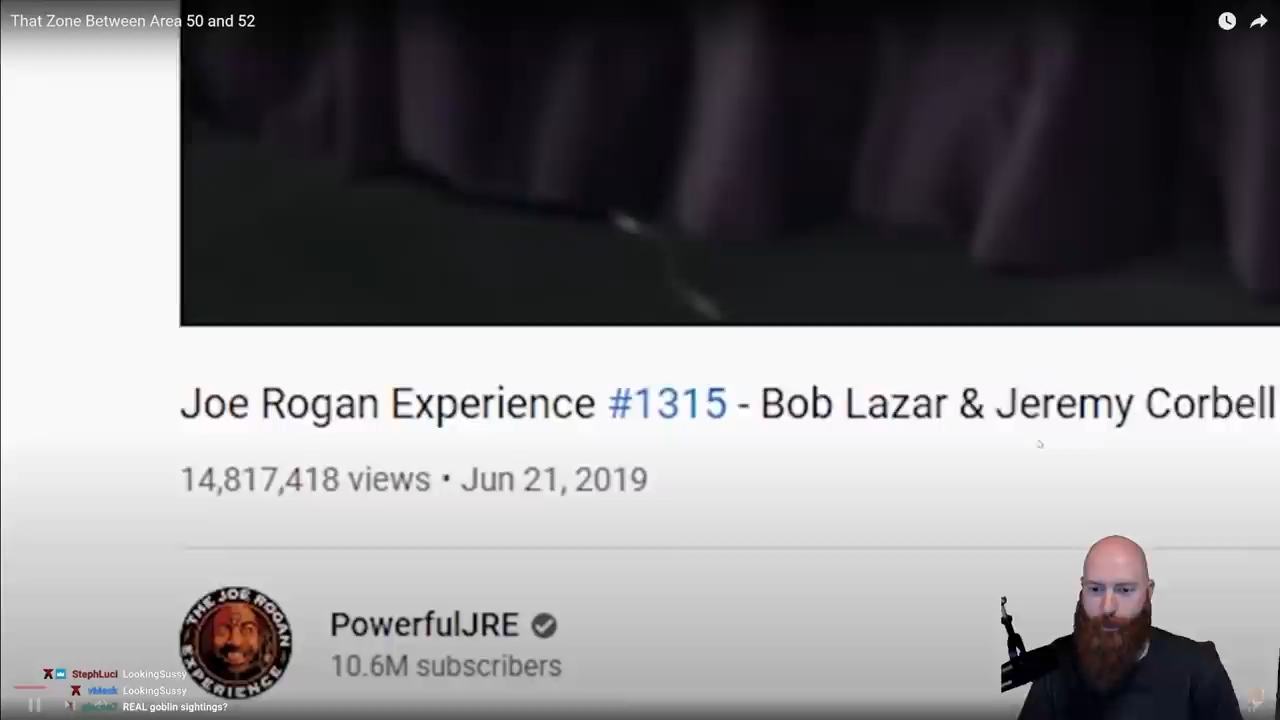 That Zone Between Area 50 and 52
Joe Rogan Experience #1315 - Bob Lazar & Jeremy Corbell
14,817,418 views • Jun 21, 2019
THE JOE ROGAN EXPERIENCE
PowerfulJRE
10.6M subscribers
StephLuci LookingSussy
LookingSussy
REAL goblin sightings?